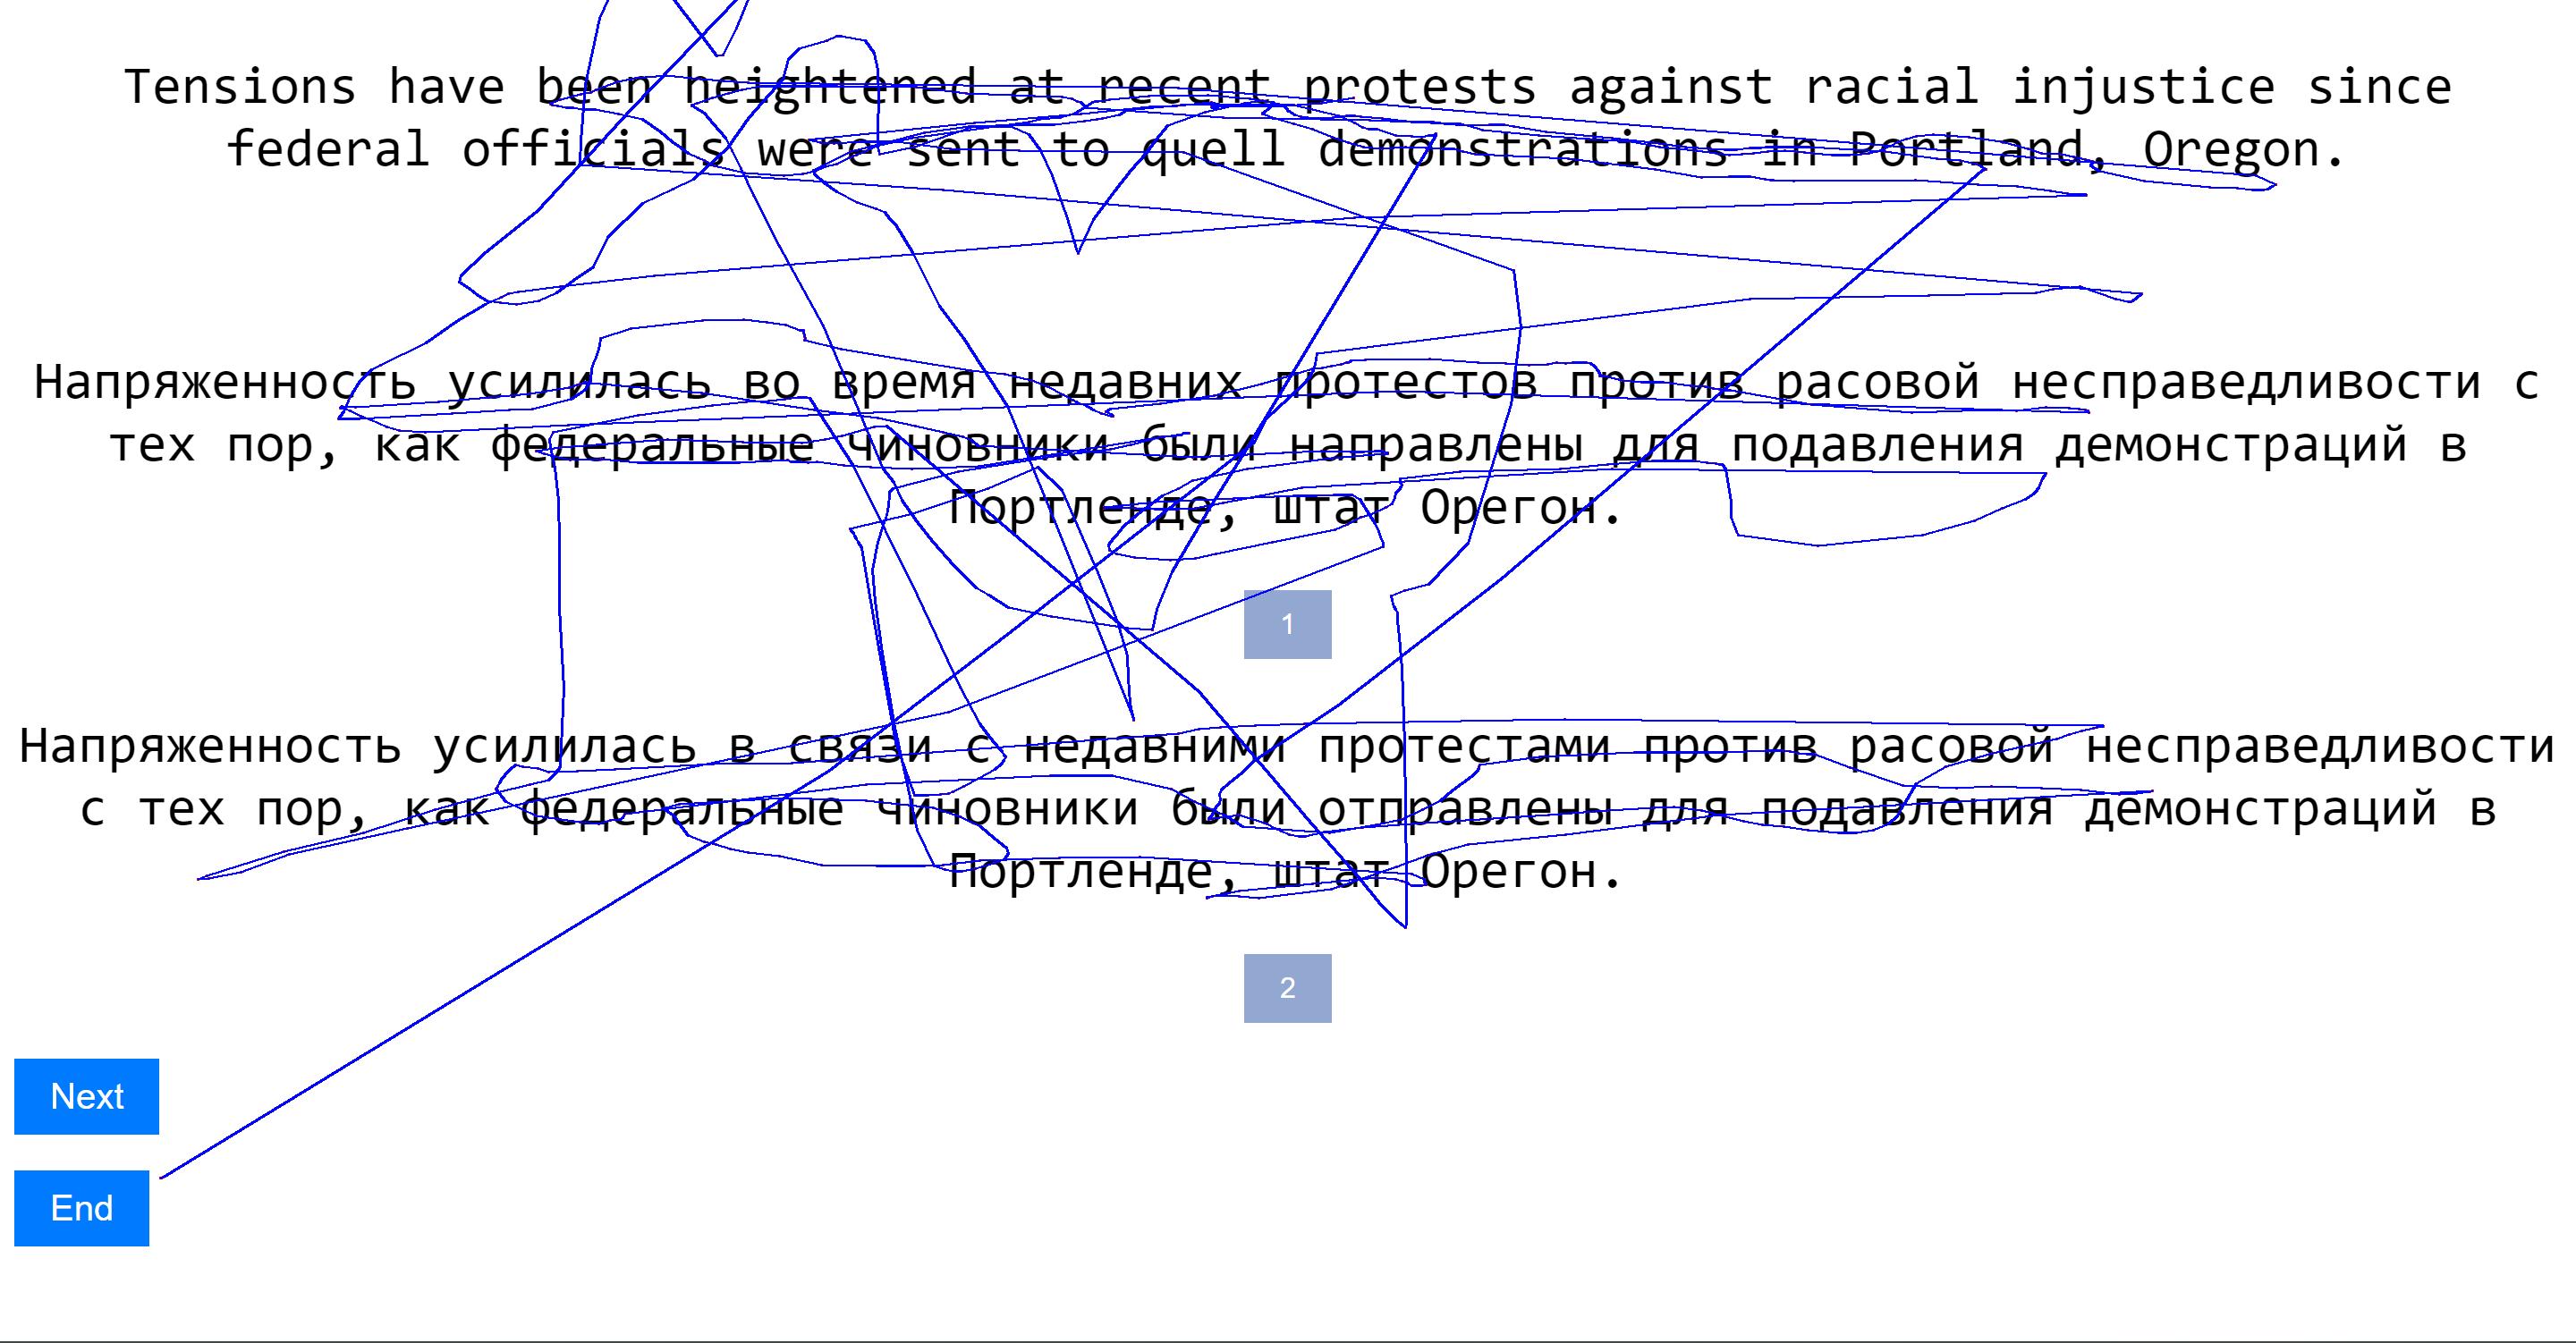 Tensions have been heightened at recent protests against racial injustice since
federal officials were sent to quell demonstrations in Portland, Oregon.
Напряженность усилилась во время недавних протестов против расовой несправедливости с
тех пор, как федеральные чиновники были направлены для подавления демонстраций в
Портленде, штат Орегон.
1
Напряженность усилилась в связи с недавними протестами против расовой несправедливости
с тех пор, как федеральные чиновники были отправлены для подавления демонстраций в
Портленде, штат Орегон.
2
Next
End